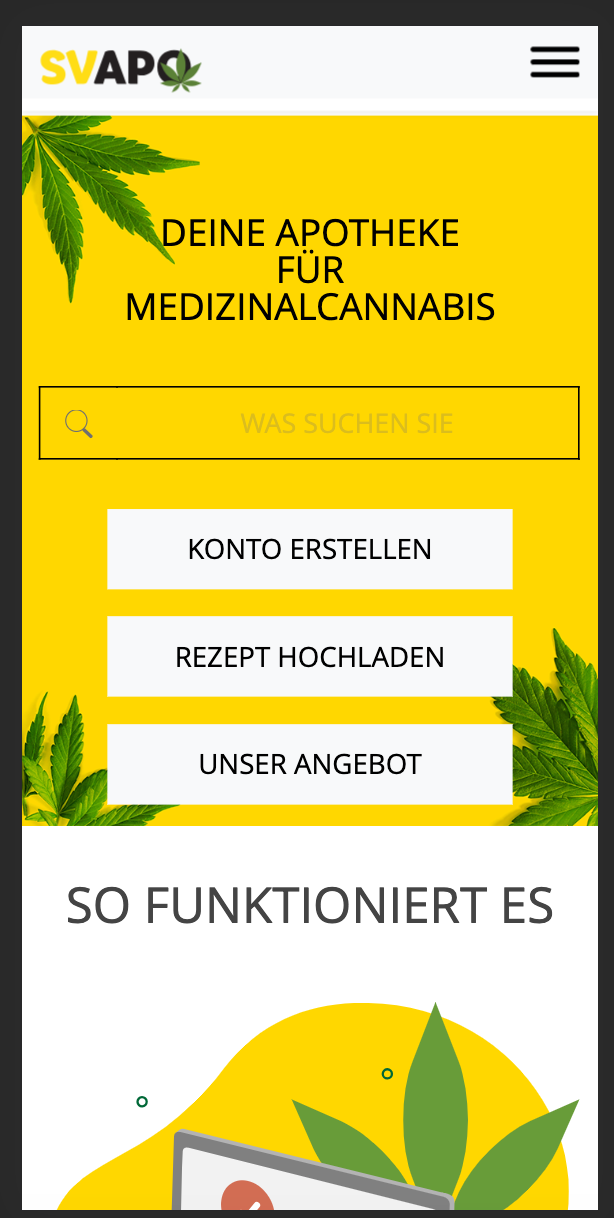 SVAPO
DEINE APOTHEKE
FÜR
MEDIZINALCANNABIS
WAS SUCHEN SIE
KONTO ERSTELLEN
REZEPT HOCHLADEN
UNSER ANGEBOT
SO FUNKTIONIERT ES